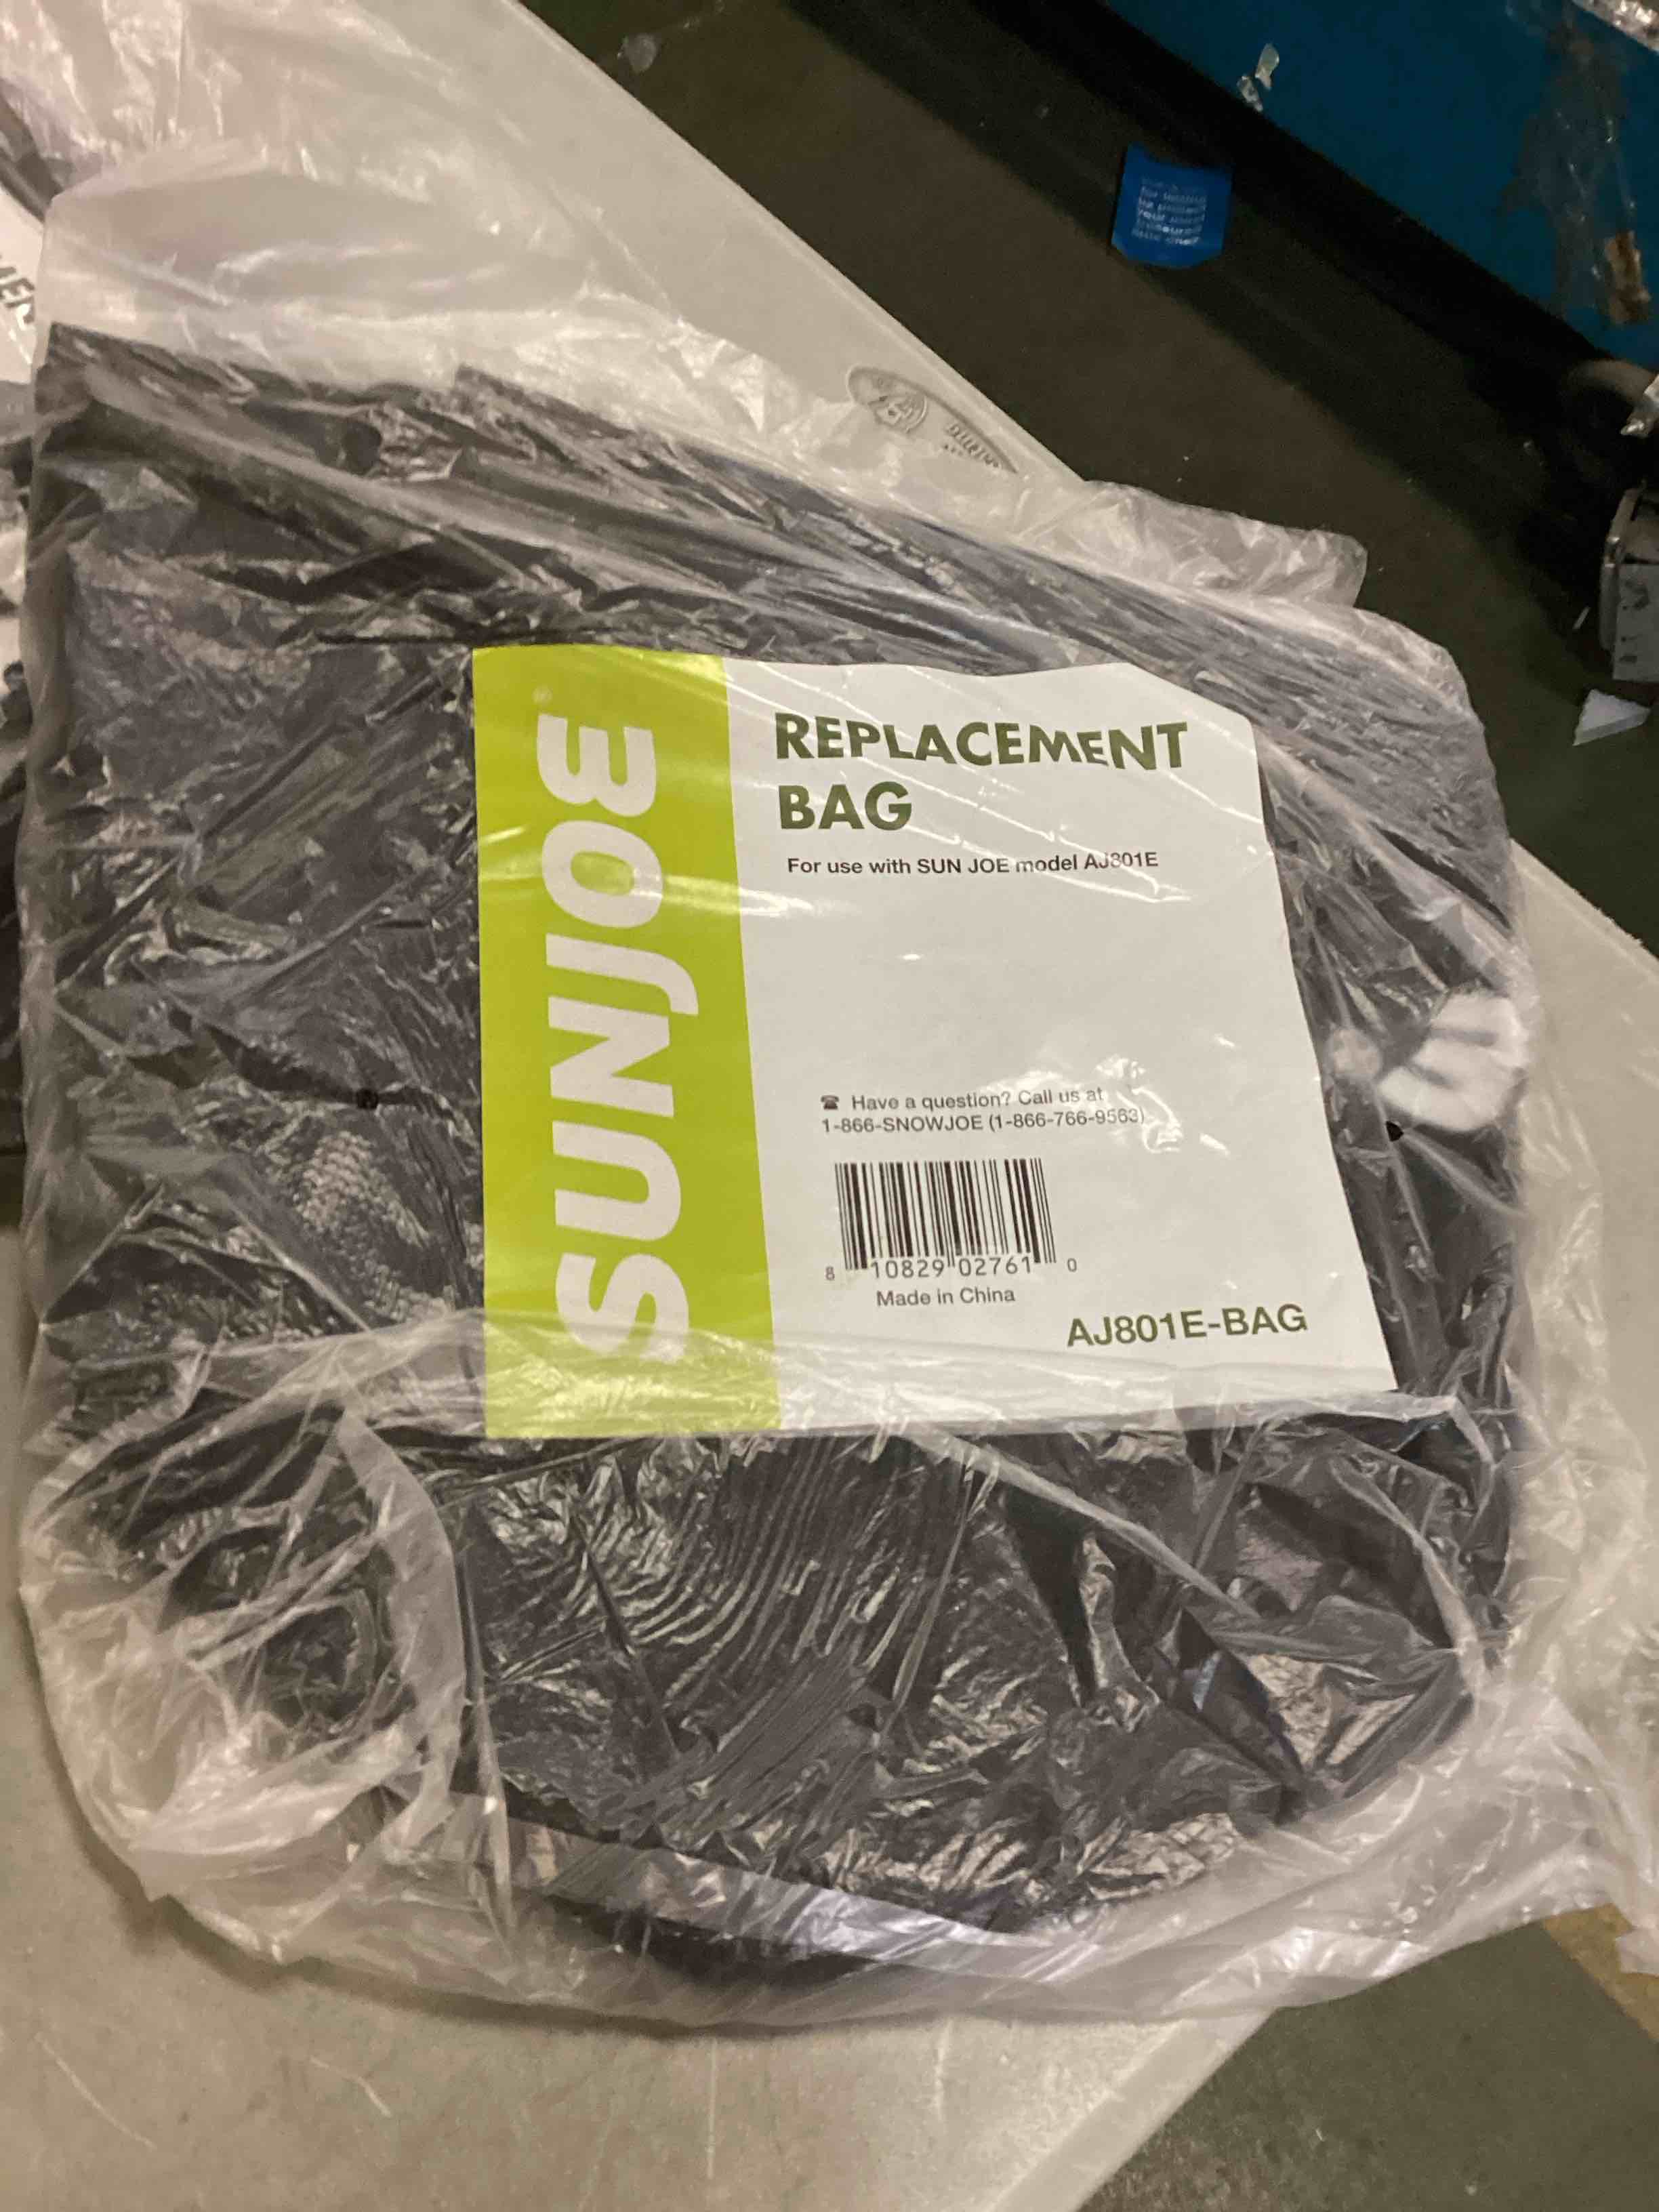 SUNJOE®
REPLACEMENT
BAG
For use with SUN JOE model AJ801E
☎ Have a question? Call us at
1-866-SNOWJOE (1-866-766-9563)
8 10829 02761 0
Made in China
AJ801E-BAG